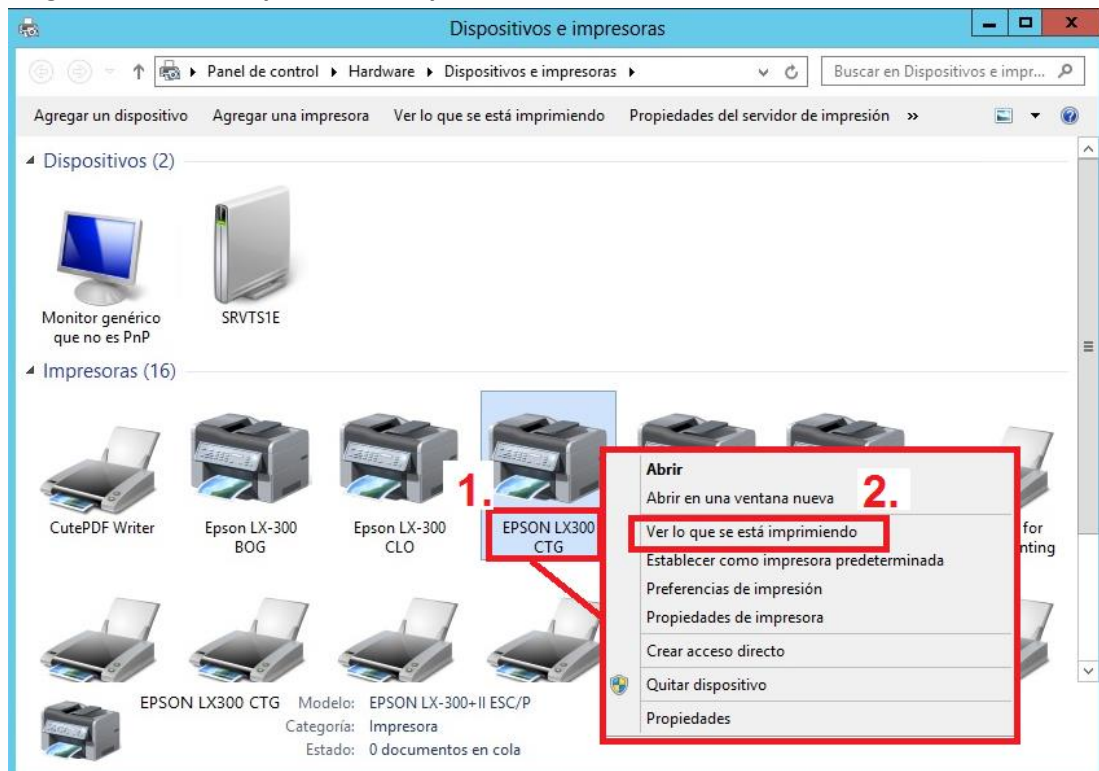 Dispositivos e impresoras
Panel de control Hardware Dispositivos e impresoras
Buscar en Dispositivos e impr...
Agregar un dispositivo Agregar una impresora Ver lo que se está imprimiendo Propiedades del servidor de impresión »
Dispositivos (2)
Monitor genérico
que no es PnP
SRVTS1E
Impresoras (16)
1.
CutePDF Writer
Epson LX-300
BOG
Epson LX-300
CLO
EPSON LX300
CTG
for
nting
Abrir
Abrir en una ventana nueva
2.
Ver lo que se está imprimiendo
Establecer como impresora predeterminada
Preferencias de impresión
Propiedades de impresora
Crear acceso directo
Quitar dispositivo
Propiedades
EPSON LX300 CTG Modelo: EPSON LX-300+II ESC/P
Categoría: Impresora
Estado: 0 documentos en cola